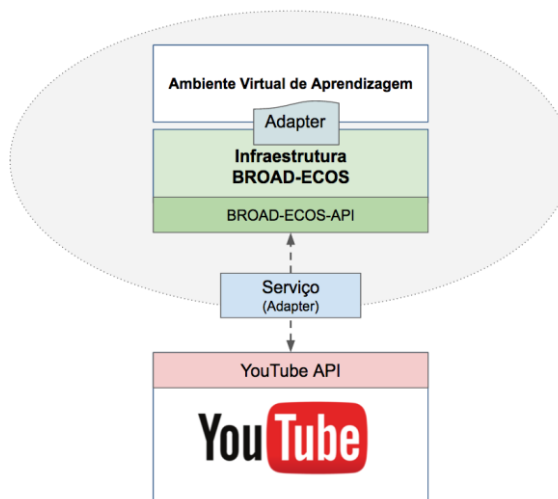 Ambiente Virtual de Aprendizagem
Adapter
Infraestrutura
BROAD-ECOS
BROAD-ECOS-API
Serviço
(Adapter)
YouTube API
YouTube